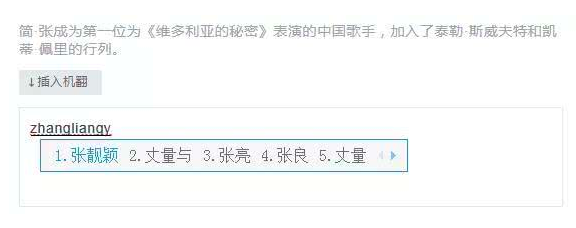 简·张成为第一位为《维多利亚的秘密》表演的中国歌手，加入了泰勒·斯威夫特和凯
蒂·佩里的行列。
↓插入机翻
zhangliangy
1.张靓颖 2.丈量与 3.张亮 4.张良 5.丈量